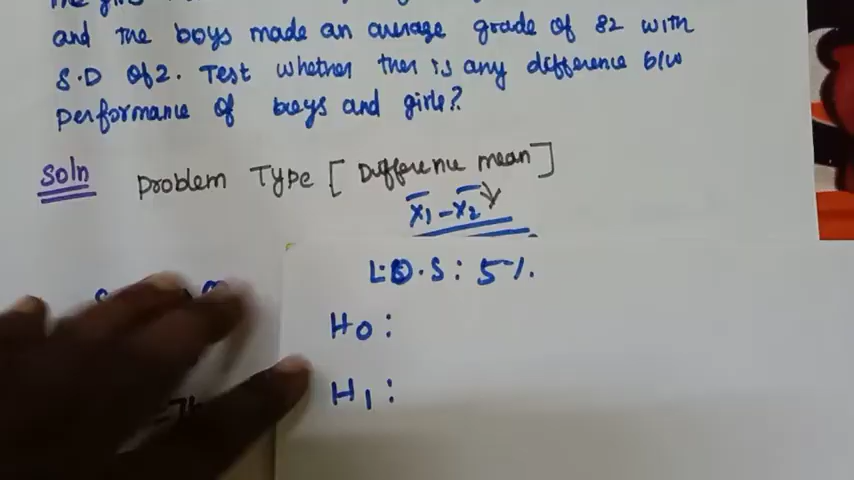 and the boys made an average grade of 82 with
S.D of 2. Test whether ther is any difference b/w
performance of boys and girls?
Soln Problem Type [Difference mean]
x̄1 - x̄2
L.O.S : 5%.
H0 :
H1 :